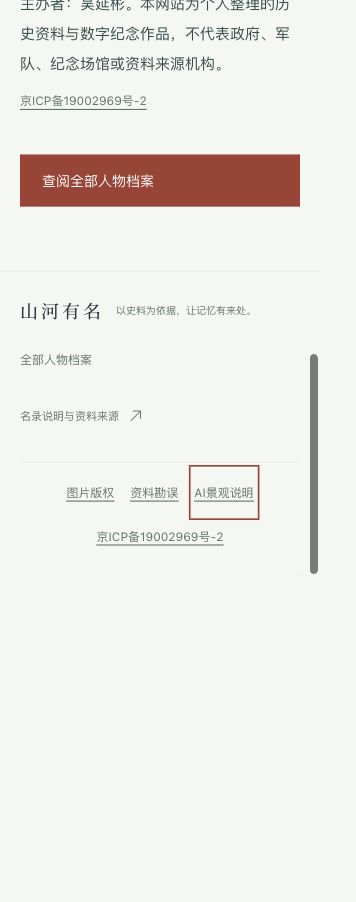 主办者：吴延彬。本网站为个人整理的历
史资料与数字纪念作品，不代表政府、军
队、纪念场馆或资料来源机构。
京ICP备19002969号-2
查阅全部人物档案
山河有名 以史料为依据，让记忆有来处。
全部人物档案
名录说明与资料来源
图片版权 资料勘误 AI景观说明
京ICP备19002969号-2